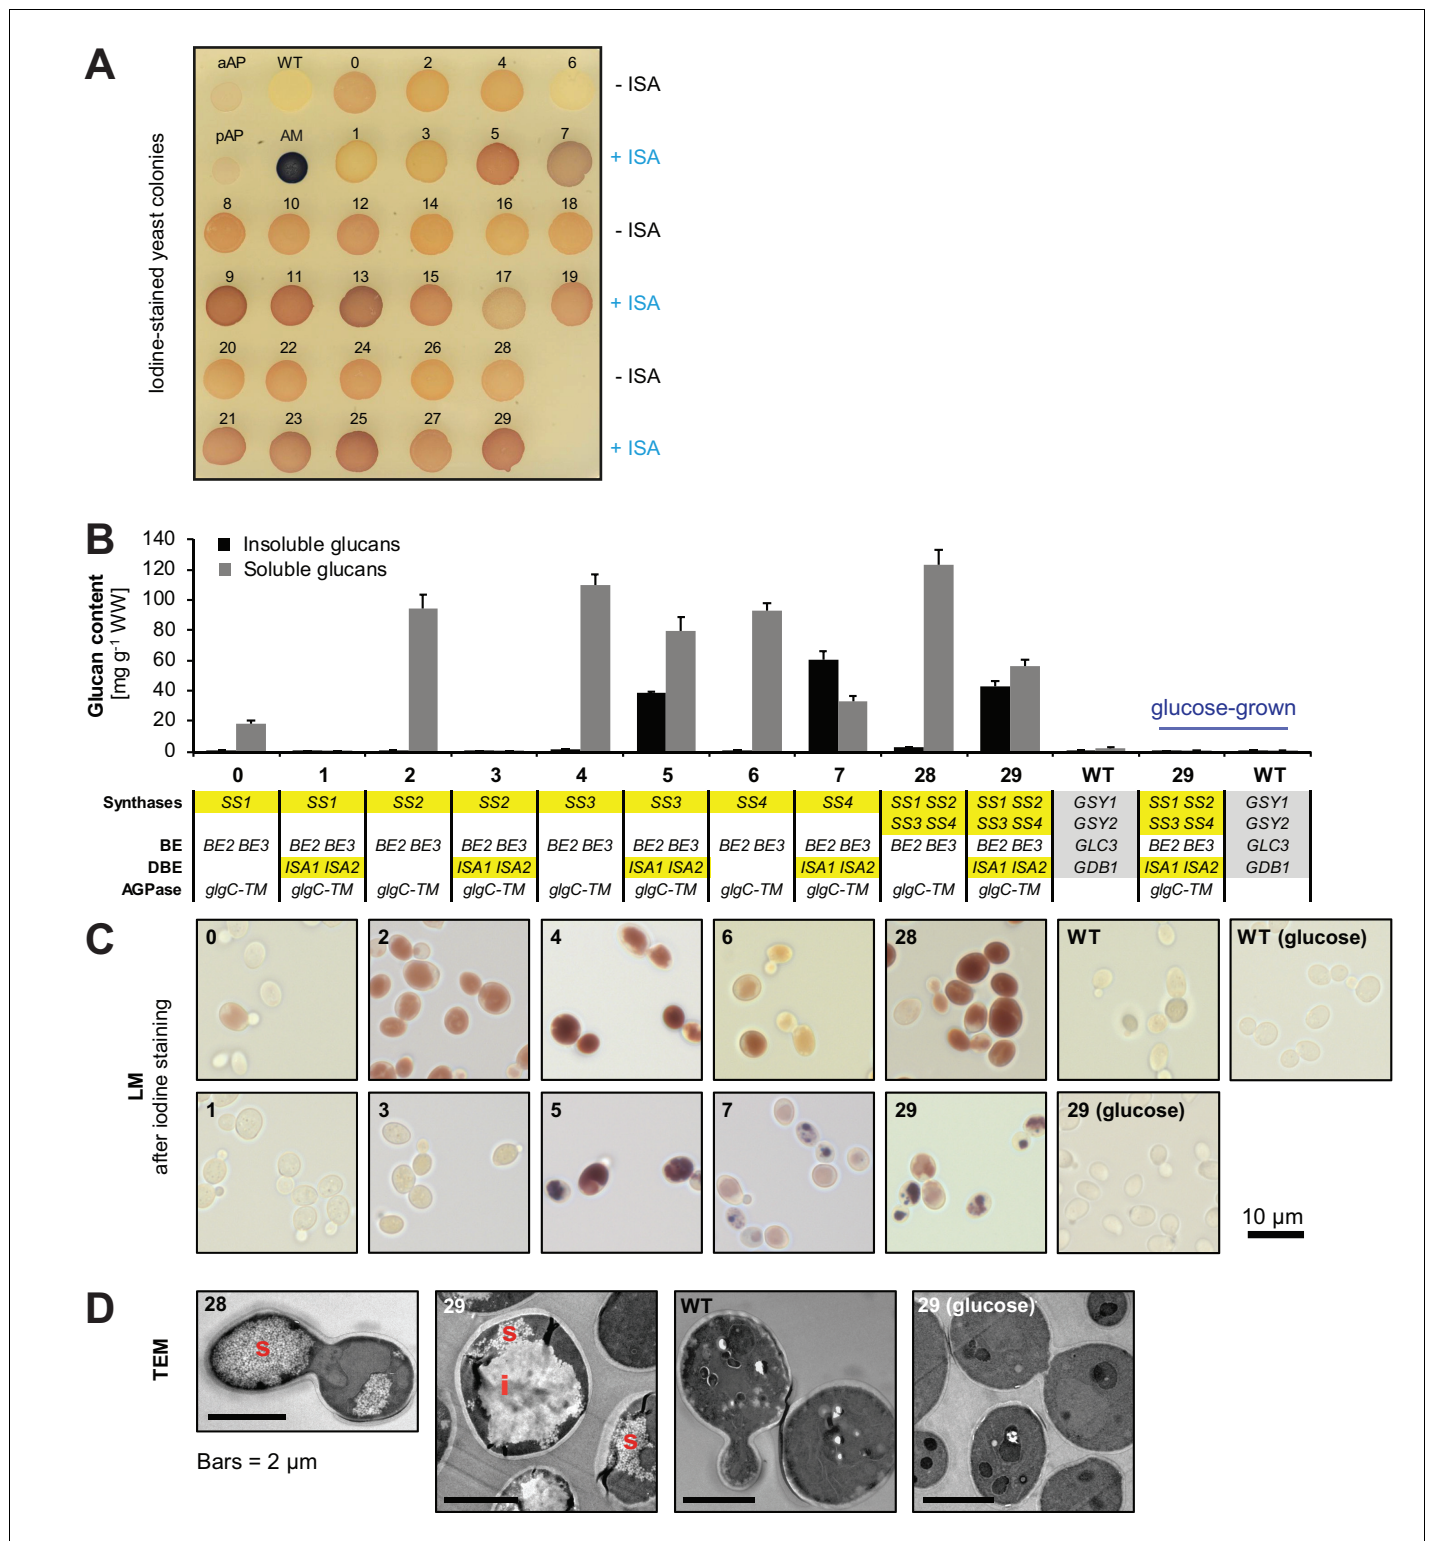 A
Iodine-stained yeast colonies
aAP WT 0 2 4 6
- ISA
pAP AM 1 3 5 7
+ ISA
8 10 12 14 16 18
- ISA
9 11 13 15 17 19
+ ISA
20 22 24 26 28
- ISA
21 23 25 27 29
+ ISA
B
Glucan content
[mg g-1 WW]
140
120
100
80
60
40
20
0
Insoluble glucans
Soluble glucans
glucose-grown
0 1 2 3 4 5 6 7 28 29 WT 29 WT
Synthases SS1 SS1 SS2 SS2 SS3 SS3 SS4 SS4 SS1 SS2 SS1 SS2 GSY1 SS1 SS2 GSY1
SS3 SS4 SS3 SS4 GSY2 SS3 SS4 GSY2
BE BE2 BE3 BE2 BE3 BE2 BE3 BE2 BE3 BE2 BE3 BE2 BE3 BE2 BE3 BE2 BE3 BE2 BE3 BE2 BE3 GLC3 BE2 BE3 GLC3
DBE ISA1 ISA2 ISA1 ISA2 ISA1 ISA2 ISA1 ISA2 ISA1 ISA2 GDB1 ISA1 ISA2 GDB1
AGPase glgC-TM glgC-TM glgC-TM glgC-TM glgC-TM glgC-TM glgC-TM glgC-TM glgC-TM glgC-TM glgC-TM
C
LM
after iodine staining
0 2 4 6 28 WT WT (glucose)
1 3 5 7 29 29 (glucose)
10 µm
D
TEM
28 29 WT 29 (glucose)
s
s
i
s
Bars = 2 µm